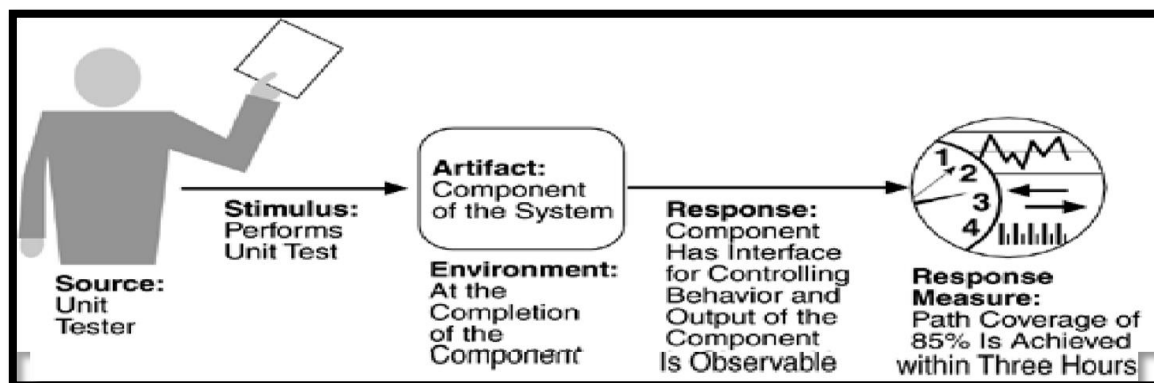 Source:
Unit
Tester
Stimulus:
Performs
Unit Test
Artifact:
Component
of the System
Environment:
At the
Completion
of the
Component
Response:
Component
Has Interface
for Controlling
Behavior and
Output of the
Component
Is Observable
1
2
3
4
Response
Measure:
Path Coverage of
85% Is Achieved
within Three Hours